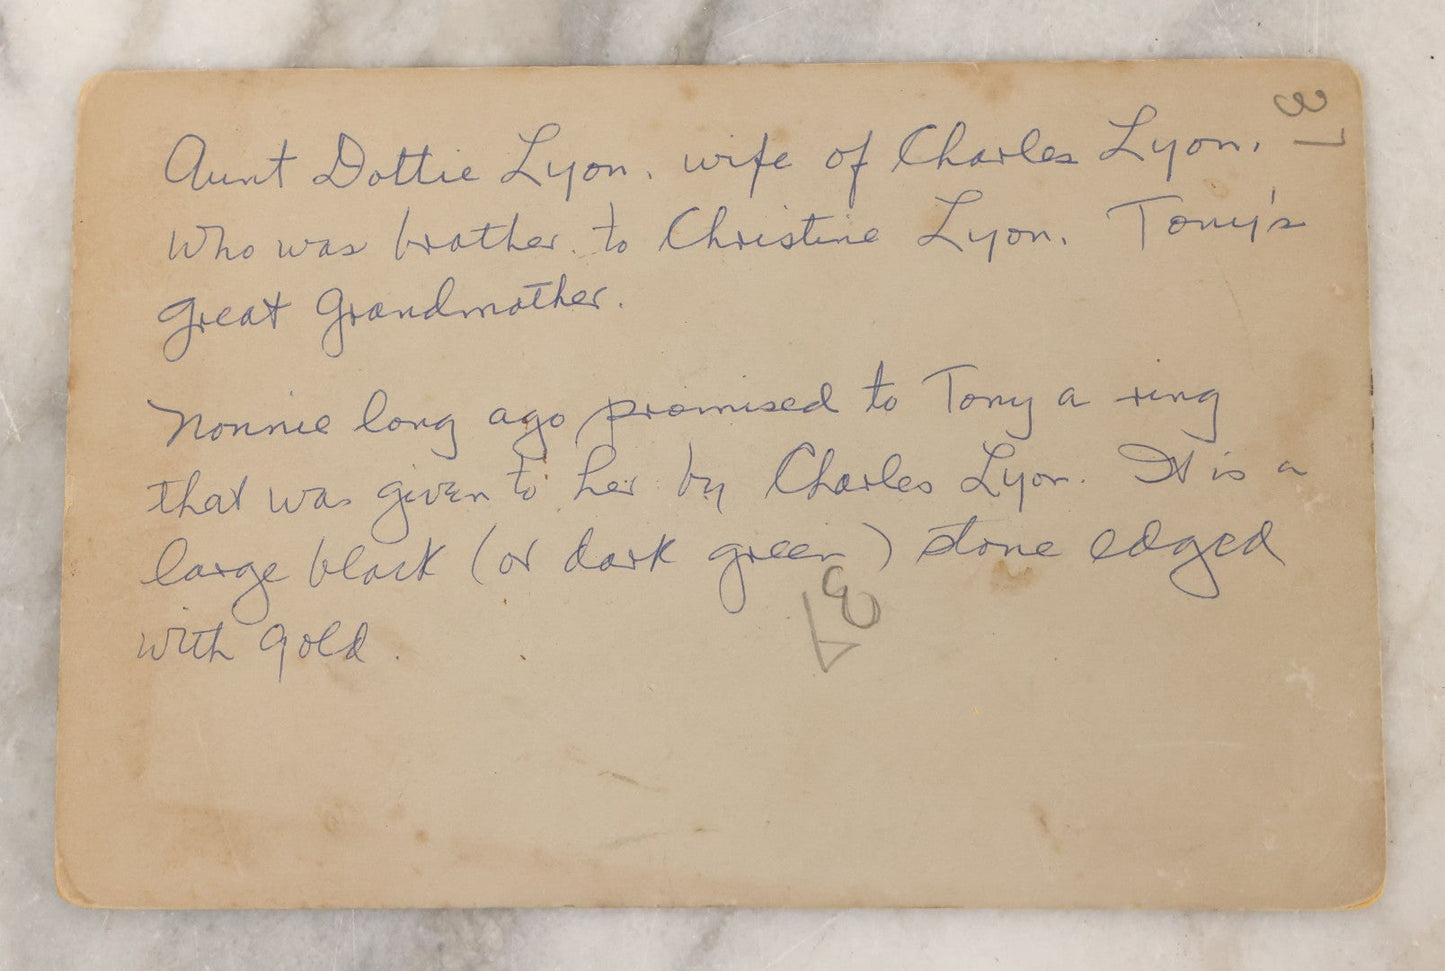 Aunt Dottie Lyon, wife of Charles Lyon,
who was brother to Christine Lyon, Tony's
great grandmother.
Nonnie long ago promised to Tony a ring
that was given to her by Charles Lyon. It is a
large black (or dark green) stone edged
with gold.
37
37